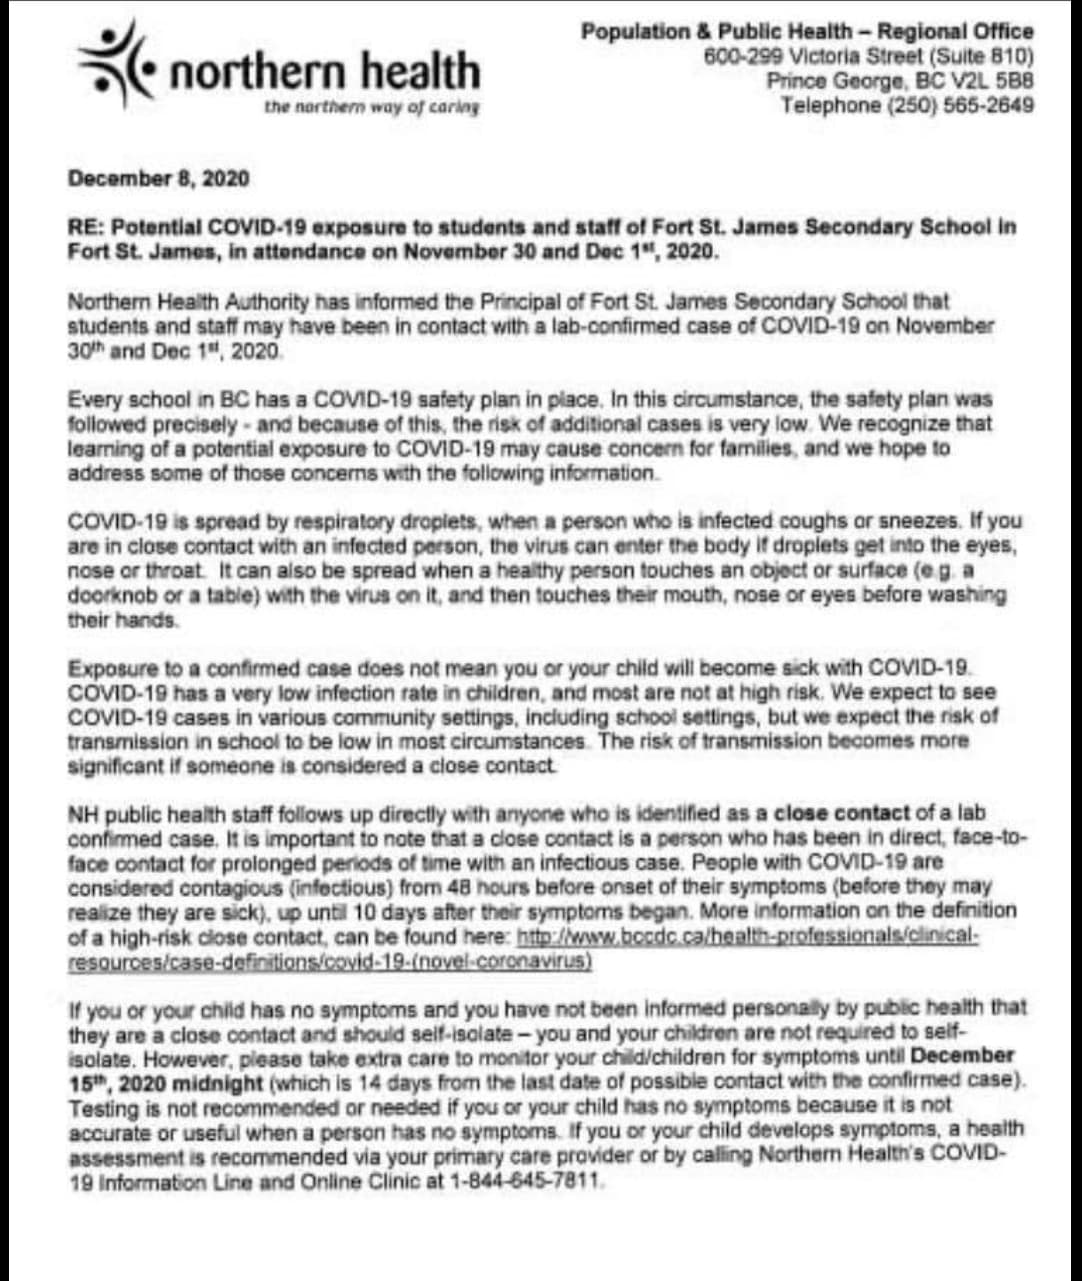 northern health
the northern way of caring
Population & Public Health – Regional Office
600-299 Victoria Street (Suite 810)
Prince George, BC V2L 5B8
Telephone (250) 565-2649
December 8, 2020
RE: Potential COVID-19 exposure to students and staff of Fort St. James Secondary School in
Fort St. James, in attendance on November 30 and Dec 1st, 2020.
Northern Health Authority has informed the Principal of Fort St. James Secondary School that
students and staff may have been in contact with a lab-confirmed case of COVID-19 on November
30th and Dec 1st, 2020.
Every school in BC has a COVID-19 safety plan in place. In this circumstance, the safety plan was
followed precisely - and because of this, the risk of additional cases is very low. We recognize that
learning of a potential exposure to COVID-19 may cause concern for families, and we hope to
address some of those concerns with the following information.
COVID-19 is spread by respiratory droplets, when a person who is infected coughs or sneezes. If you
are in close contact with an infected person, the virus can enter the body if droplets get into the eyes,
nose or throat. It can also be spread when a healthy person touches an object or surface (e.g. a
doorknob or a table) with the virus on it, and then touches their mouth, nose or eyes before washing
their hands.
Exposure to a confirmed case does not mean you or your child will become sick with COVID-19.
COVID-19 has a very low infection rate in children, and most are not at high risk. We expect to see
COVID-19 cases in various community settings, including school settings, but we expect the risk of
transmission in school to be low in most circumstances. The risk of transmission becomes more
significant if someone is considered a close contact.
NH public health staff follows up directly with anyone who is identified as a close contact of a lab
confirmed case. It is important to note that a close contact is a person who has been in direct, face-to-
face contact for prolonged periods of time with an infectious case. People with COVID-19 are
considered contagious (infectious) from 48 hours before onset of their symptoms (before they may
realize they are sick), up until 10 days after their symptoms began. More information on the definition
of a high-risk close contact, can be found here: http://www.bccdc.ca/health-professionals/clinical-
resources/case-definitions/covid-19-(novel-coronavirus)
If you or your child has no symptoms and you have not been informed personally by public health that
they are a close contact and should self-isolate – you and your children are not required to self-
isolate. However, please take extra care to monitor your child/children for symptoms until December
15th, 2020 midnight (which is 14 days from the last date of possible contact with the confirmed case).
Testing is not recommended or needed if you or your child has no symptoms because it is not
accurate or useful when a person has no symptoms. If you or your child develops symptoms, a health
assessment is recommended via your primary care provider or by calling Northern Health's COVID-
19 Information Line and Online Clinic at 1-844-645-7811.